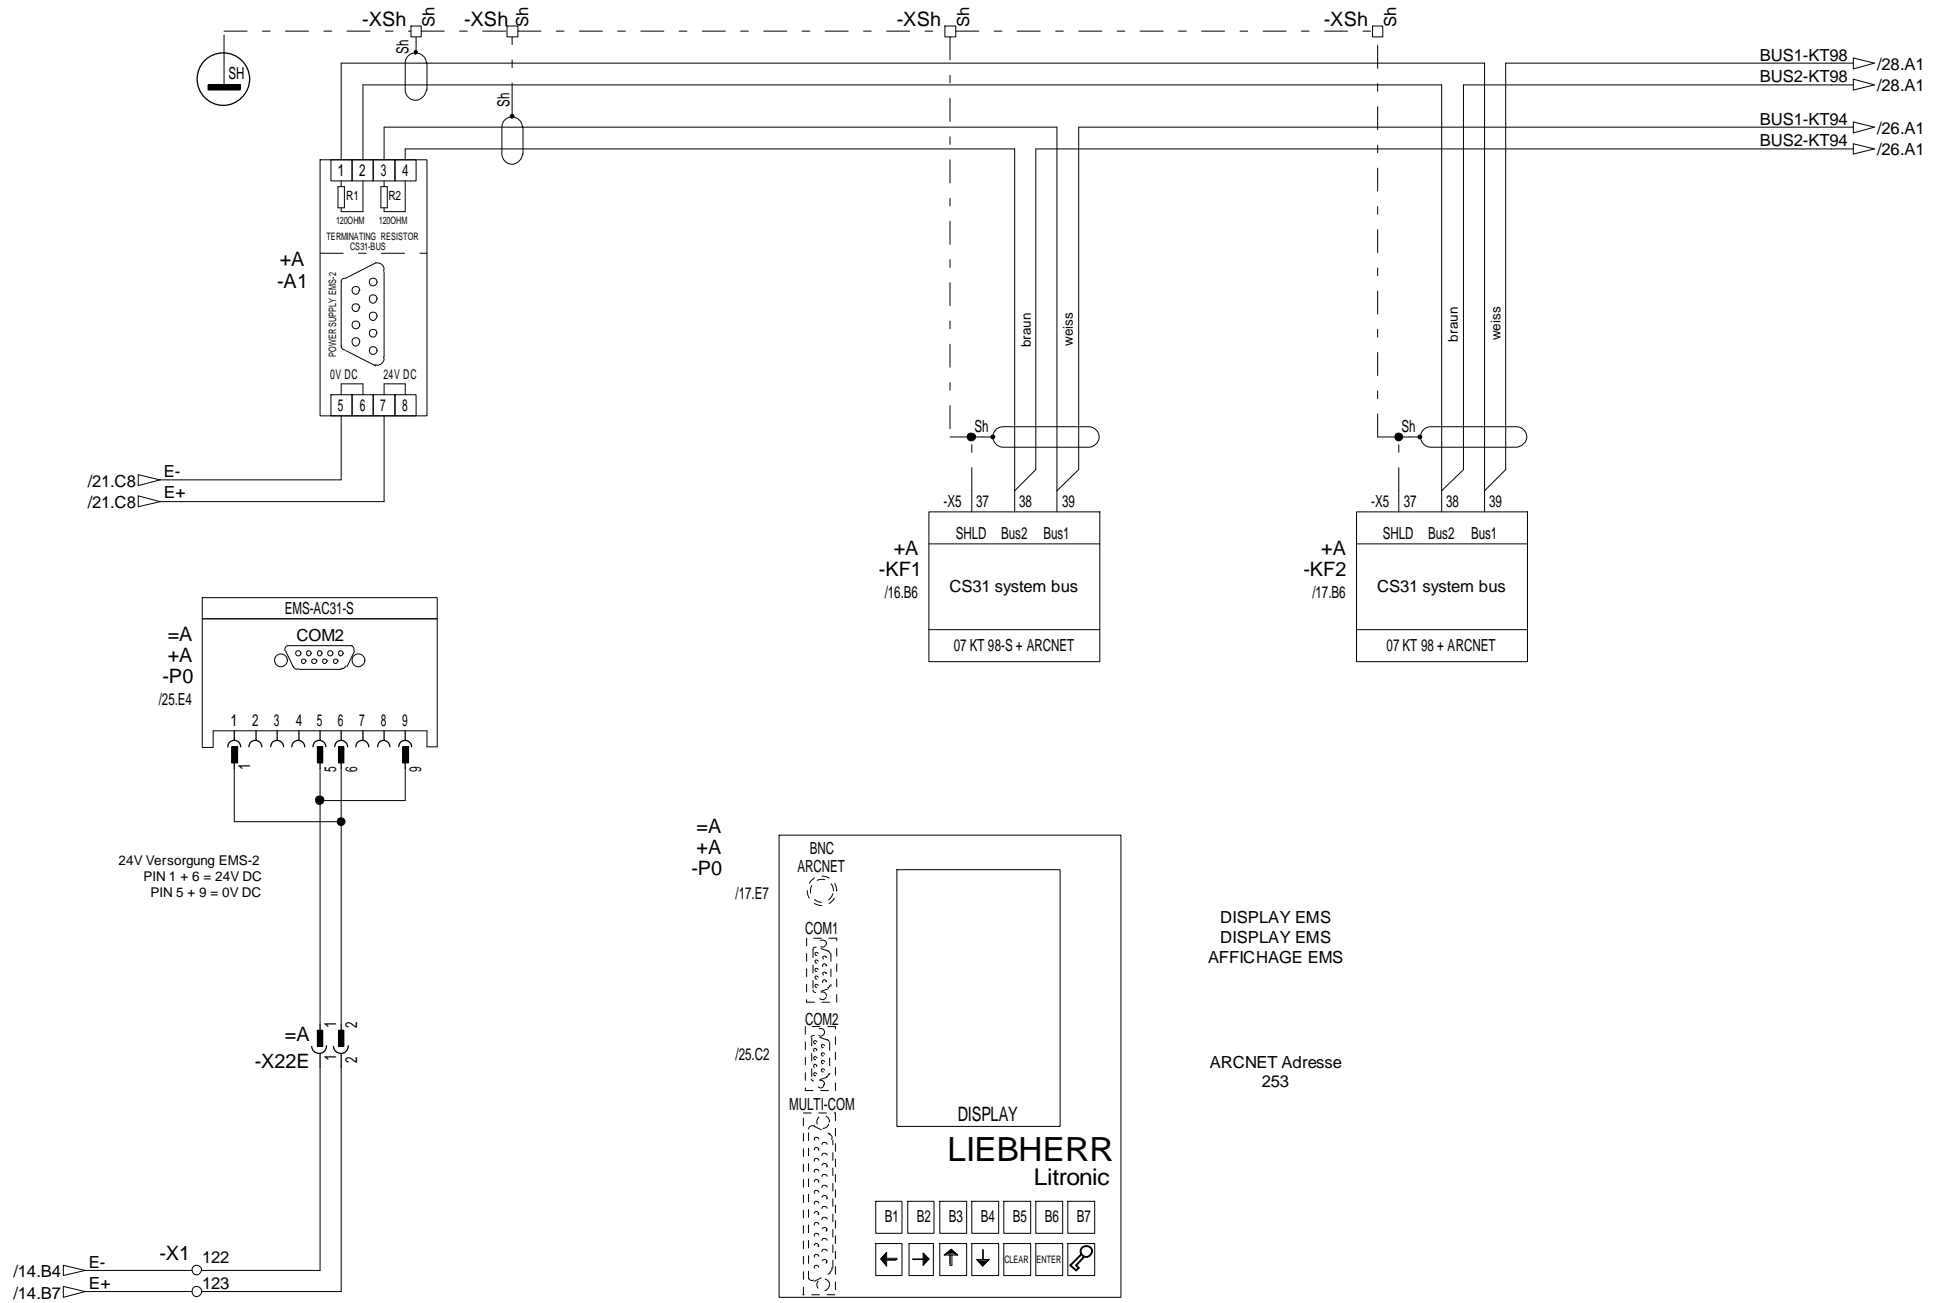 -XSh Sh -XSh Sh -XSh Sh -XSh Sh
Sh
SH
BUS1-KT98 /28.A1
BUS2-KT98 /28.A1
Sh
BUS1-KT94 /26.A1
BUS2-KT94 /26.A1
1 2 3 4
R1 R2
120OHM 120OHM
TERMINATING RESISTOR
CS31-BUS
+A
-A1
POWER SUPPLY EMS-2
0V DC 24V DC
5 6 7 8
braun weiss braun weiss
Sh Sh
/21.C8 E-
/21.C8 E+
-X5 37 38 39
SHLD Bus2 Bus1
+A
-KF1
/16.B6
CS31 system bus
07 KT 98-S + ARCNET
-X5 37 38 39
SHLD Bus2 Bus1
+A
-KF2
/17.B6
CS31 system bus
07 KT 98 + ARCNET
EMS-AC31-S
COM2
=A
+A
-P0
/25.E4
1 2 3 4 5 6 7 8 9
1 5 6 9
24V Versorgung EMS-2
PIN 1 + 6 = 24V DC
PIN 5 + 9 = 0V DC
=A
-X22E
1 2
1 2
/14.B4 E- -X1 122
/14.B7 E+ 123
=A
+A
-P0
BNC
ARCNET
/17.E7
COM1
COM2
/25.C2
MULTI-COM
DISPLAY
LIEBHERR
Litronic
B1 B2 B3 B4 B5 B6 B7
← → ↑ ↓ CLEAR ENTER
DISPLAY EMS
DISPLAY EMS
AFFICHAGE EMS
ARCNET Adresse
253